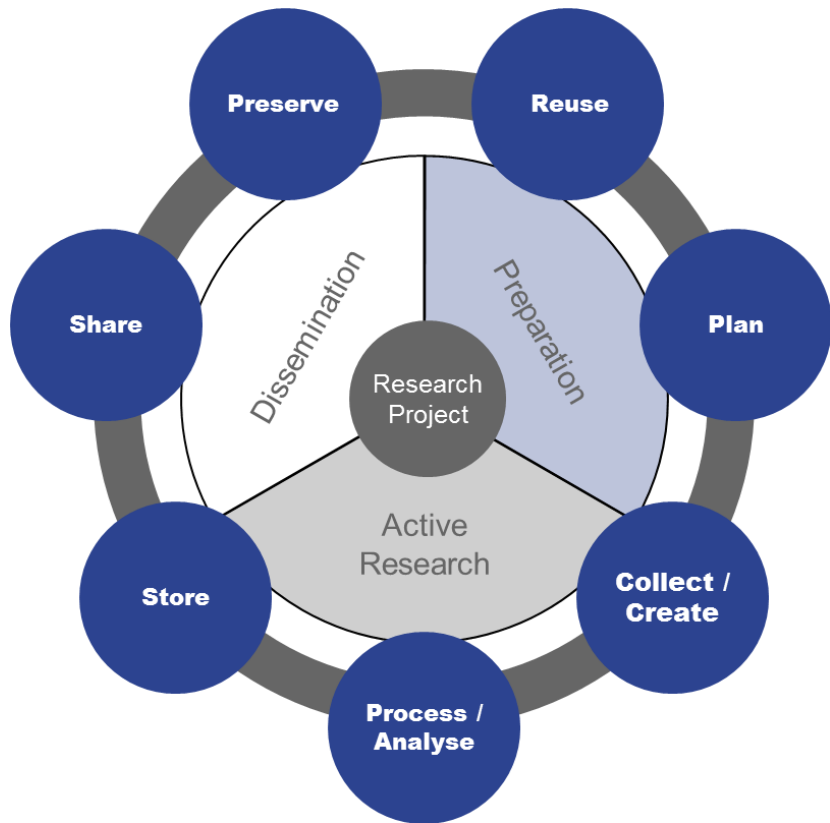 Preserve
Reuse
Share
Plan
Dissemination
Preparation
Research
Project
Active
Research
Store
Collect /
Create
Process /
Analyse